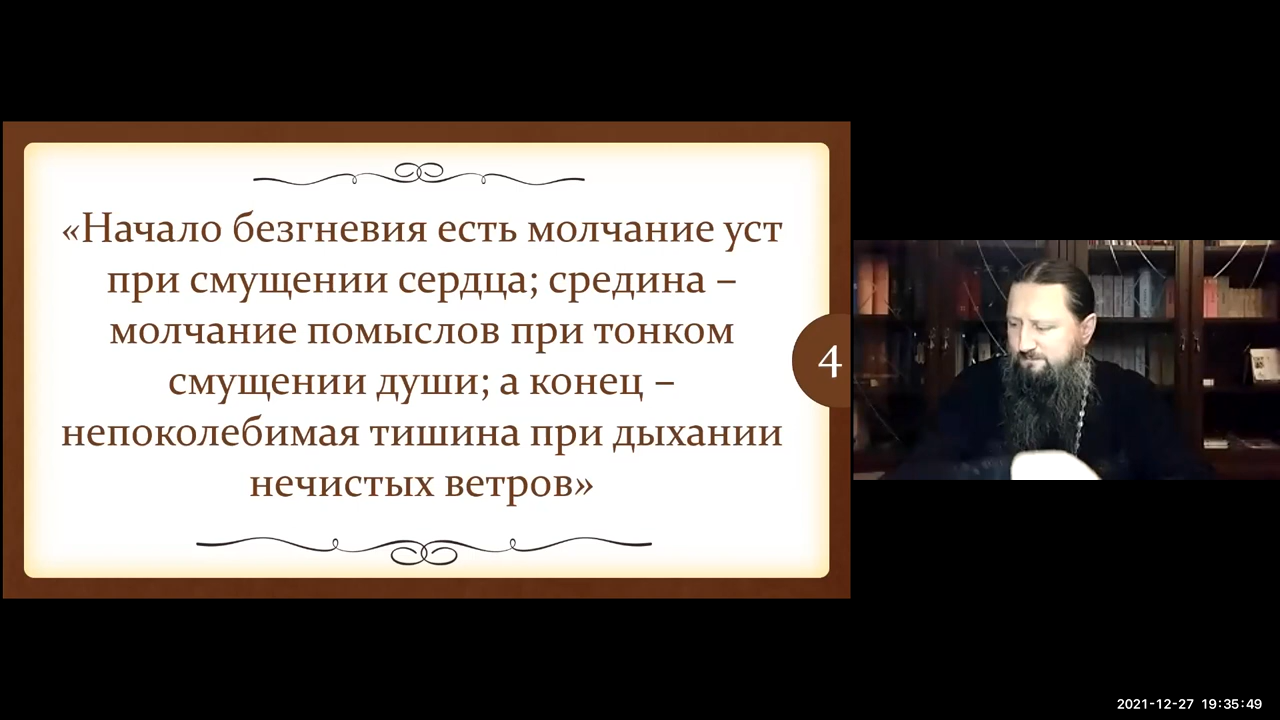 «Начало безгневия есть молчание уст
при смущении сердца; средина –
молчание помыслов при тонком
смущении души; а конец –
непоколебимая тишина при дыхании
нечистых ветров»
4
2021-12-27 19:35:49